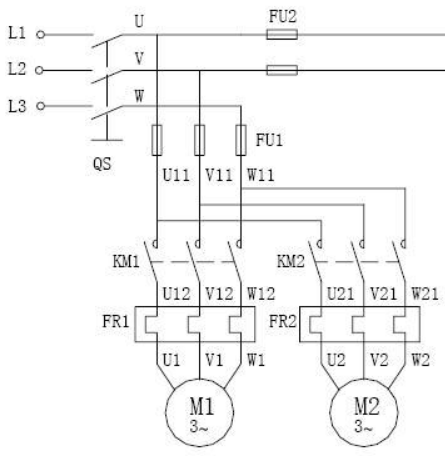 FU2
L1 U
L2 V
L3 W
FU1
QS
U11 V11 W11
KM1 KM2
U12 V12 W12 U21 V21 W21
FR1 FR2
U1 V1 W1 U2 V2 W2
M1 M2
3~ 3~